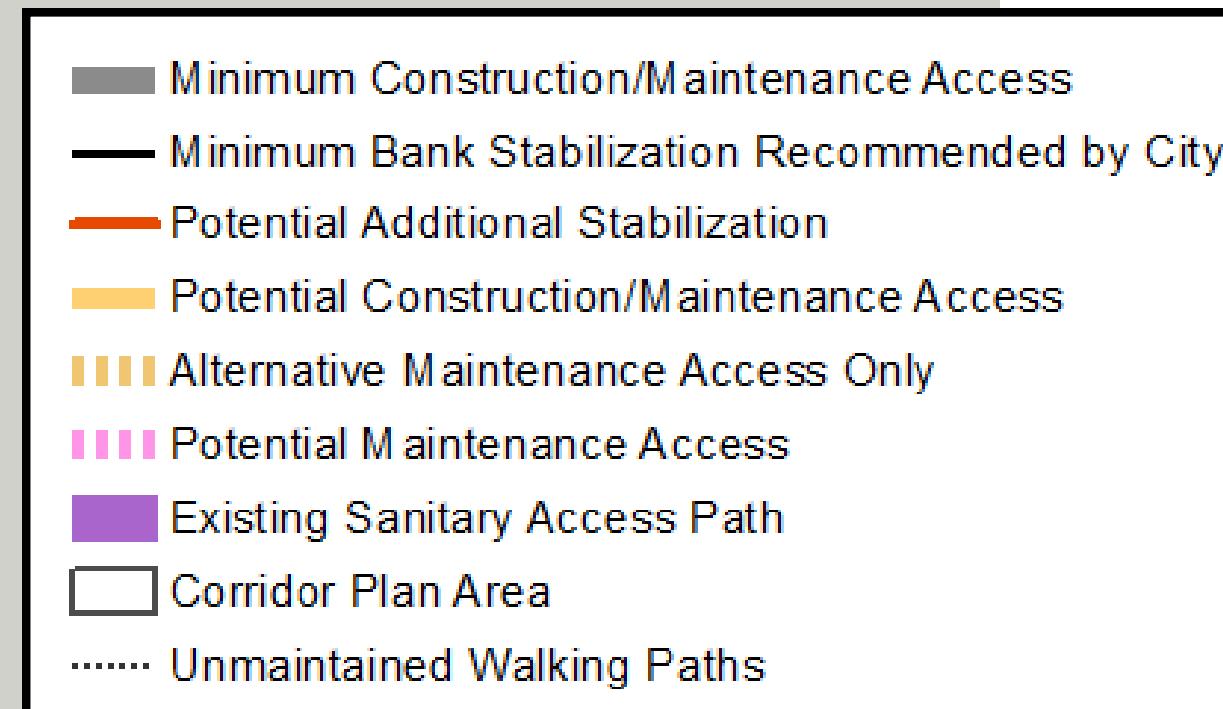 Minimum Construction/Maintenance Access
Minimum Bank Stabilization Recommended by City
Potential Additional Stabilization
Potential Construction/Maintenance Access
Alternative Maintenance Access Only
Potential Maintenance Access
Existing Sanitary Access Path
Corridor Plan Area
Unmaintained Walking Paths